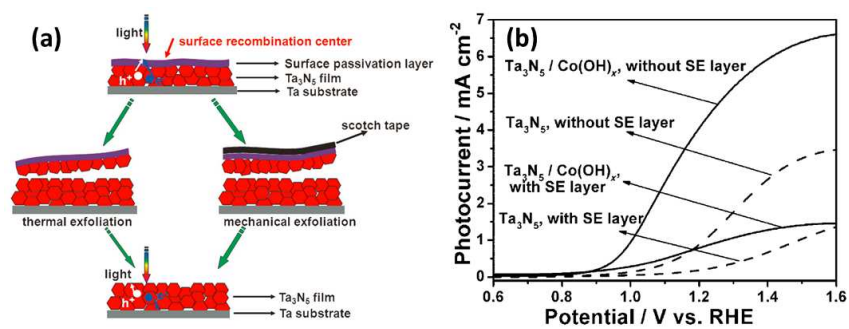 (a)
light
surface recombination center
Surface passivation layer
Ta3N5 film
Ta substrate
h+
scotch tape
thermal exfoliation
mechanical exfoliation
light
Ta3N5 film
Ta substrate
h+
(b)
Photocurrent / mA cm-2
7
6
5
4
3
2
1
0
Ta3N5 / Co(OH)x, without SE layer
Ta3N5, without SE layer
Ta3N5 / Co(OH)x,
with SE layer
Ta3N5, with SE layer
0.6 0.8 1.0 1.2 1.4 1.6
Potential / V vs. RHE